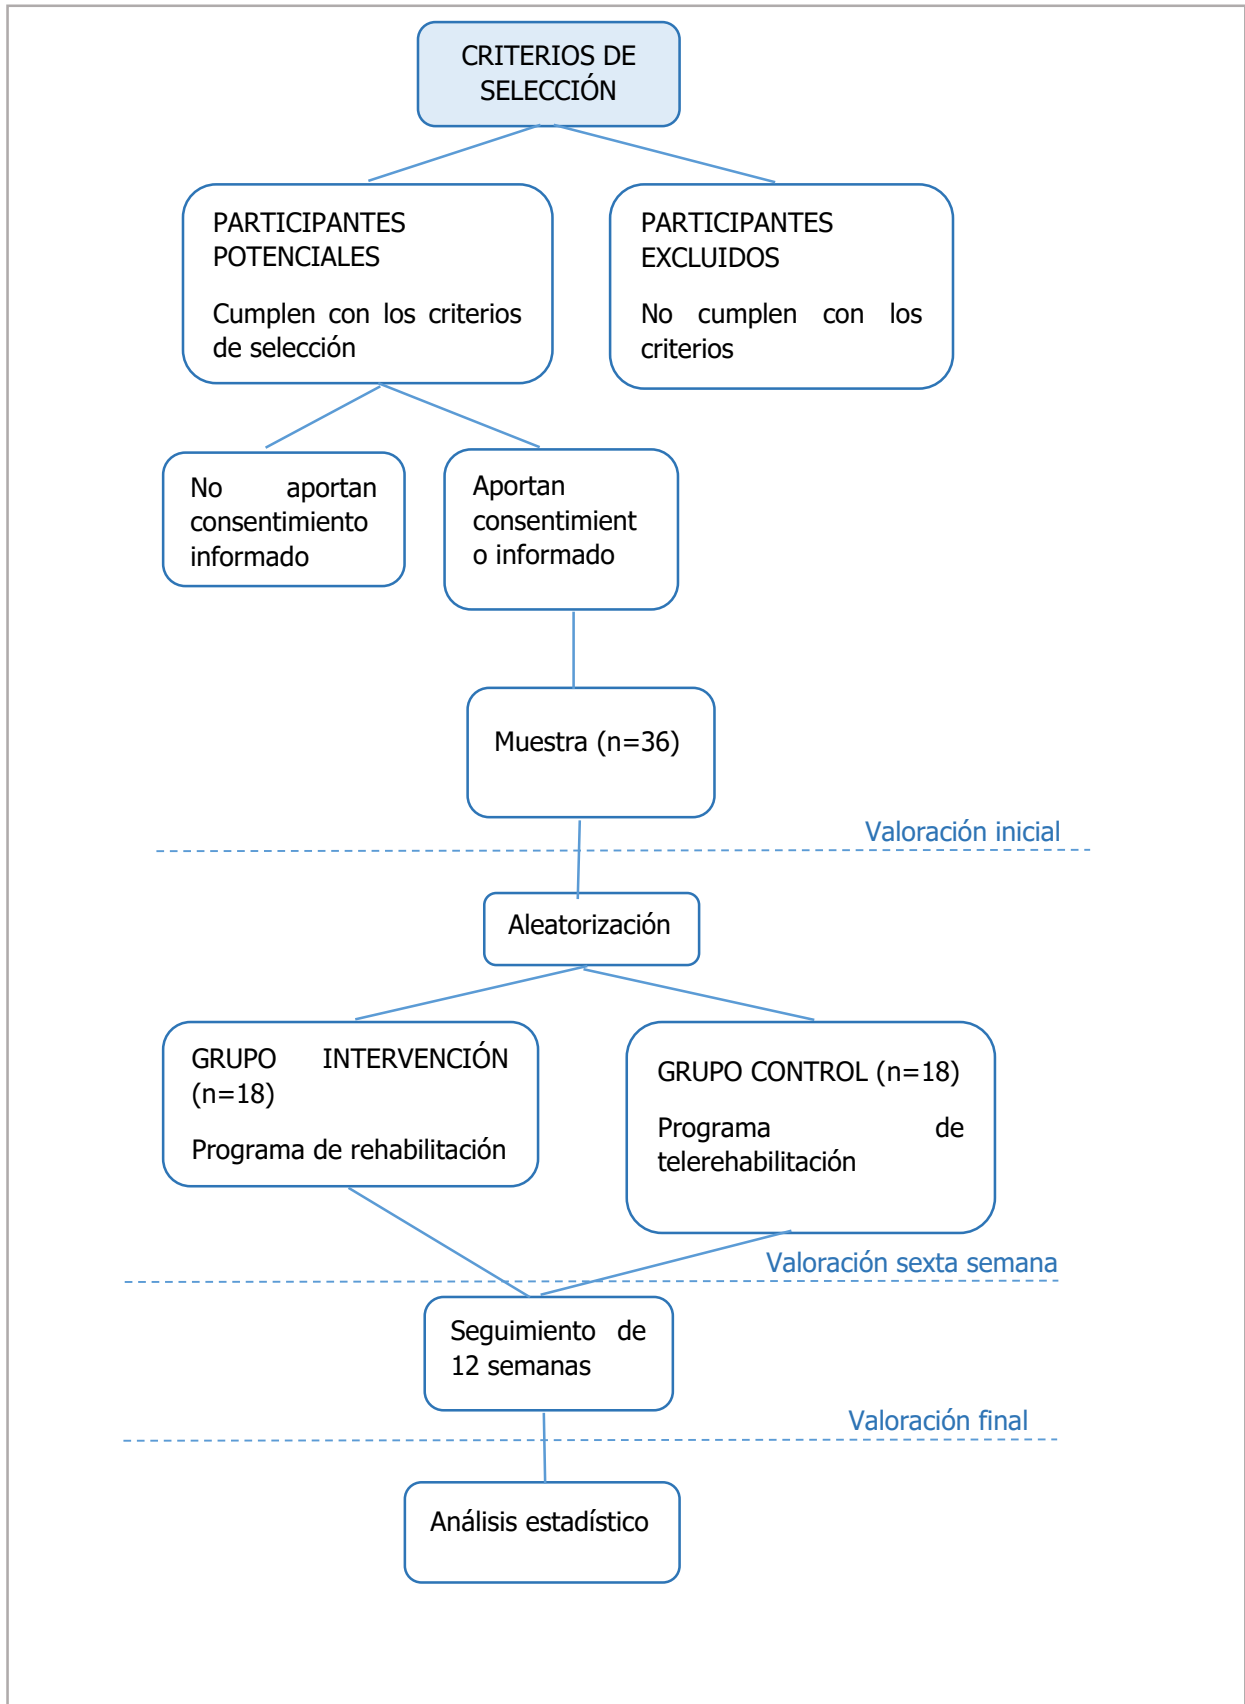 CRITERIOS DE
SELECCIÓN
PARTICIPANTES
POTENCIALES
Cumplen con los criterios
de selección
PARTICIPANTES
EXCLUIDOS
No cumplen con los
criterios
No aportan
consentimiento
informado
Aportan
consentimient
o informado
Muestra (n=36)
Valoración inicial
Aleatorización
GRUPO INTERVENCIÓN
(n=18)
Programa de rehabilitación
GRUPO CONTROL (n=18)
Programa de
telerehabilitación
Valoración sexta semana
Seguimiento de
12 semanas
Valoración final
Análisis estadístico